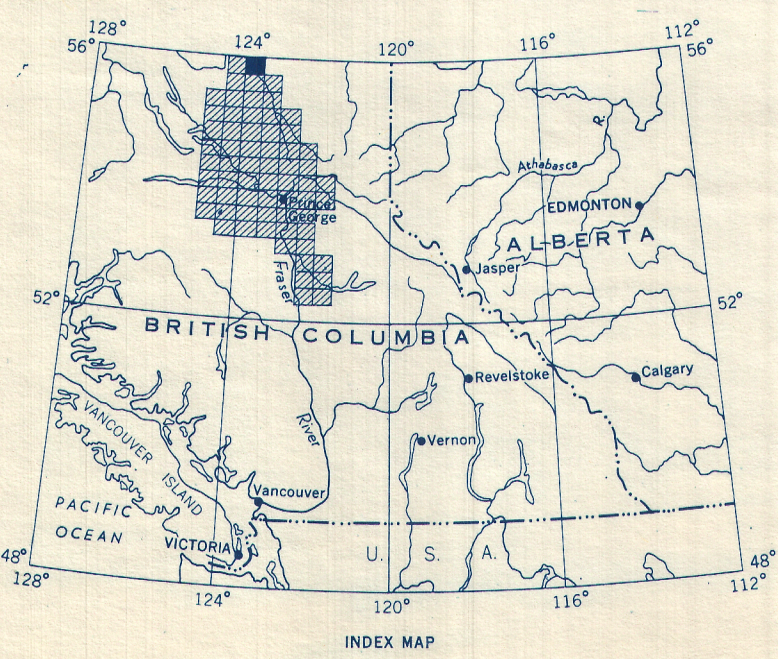 128°
124°
120°
116°
112°
56°
56°
R.
Athabasca
EDMONTON
Prince
George
ALBERTA
Jasper
Fraser
52°
52°
BRITISH COLUMBIA
Revelstoke
Calgary
VANCOUVER
ISLAND
River
Vernon
Vancouver
PACIFIC
OCEAN
VICTORIA
U. S. A.
48°
48°
128°
124°
120°
116°
112°
INDEX MAP